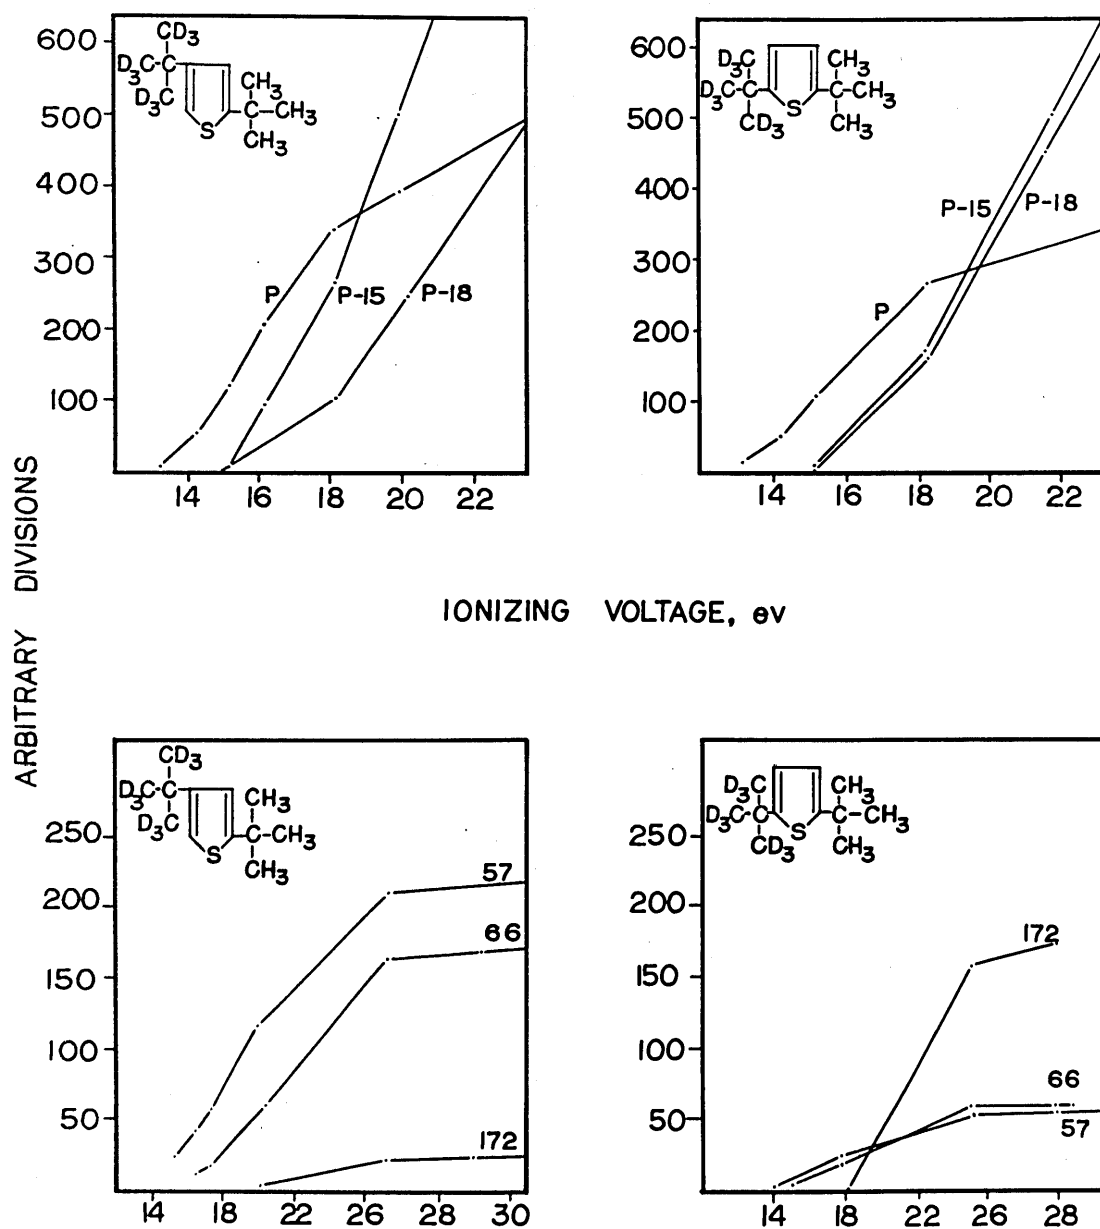 ARBITRARY DIVISIONS
600
500
400
300
200
100
CD3
D3C-C
D3C
CH3
C-CH3
CH3
S
P
P-15
P-18
14 16 18 20 22
600
500
400
300
200
100
D3C
D3C-C
CD3
CH3
C-CH3
CH3
S
P-15
P-18
P
14 16 18 20 22
IONIZING VOLTAGE, ev
250
200
150
100
50
CD3
D3C-C
D3C
CH3
C-CH3
CH3
S
57
66
172
14 18 22 26 30
250
200
150
100
50
D3C
D3C-C
CD3
CH3
C-CH3
CH3
S
172
66
57
14 18 22 26 28